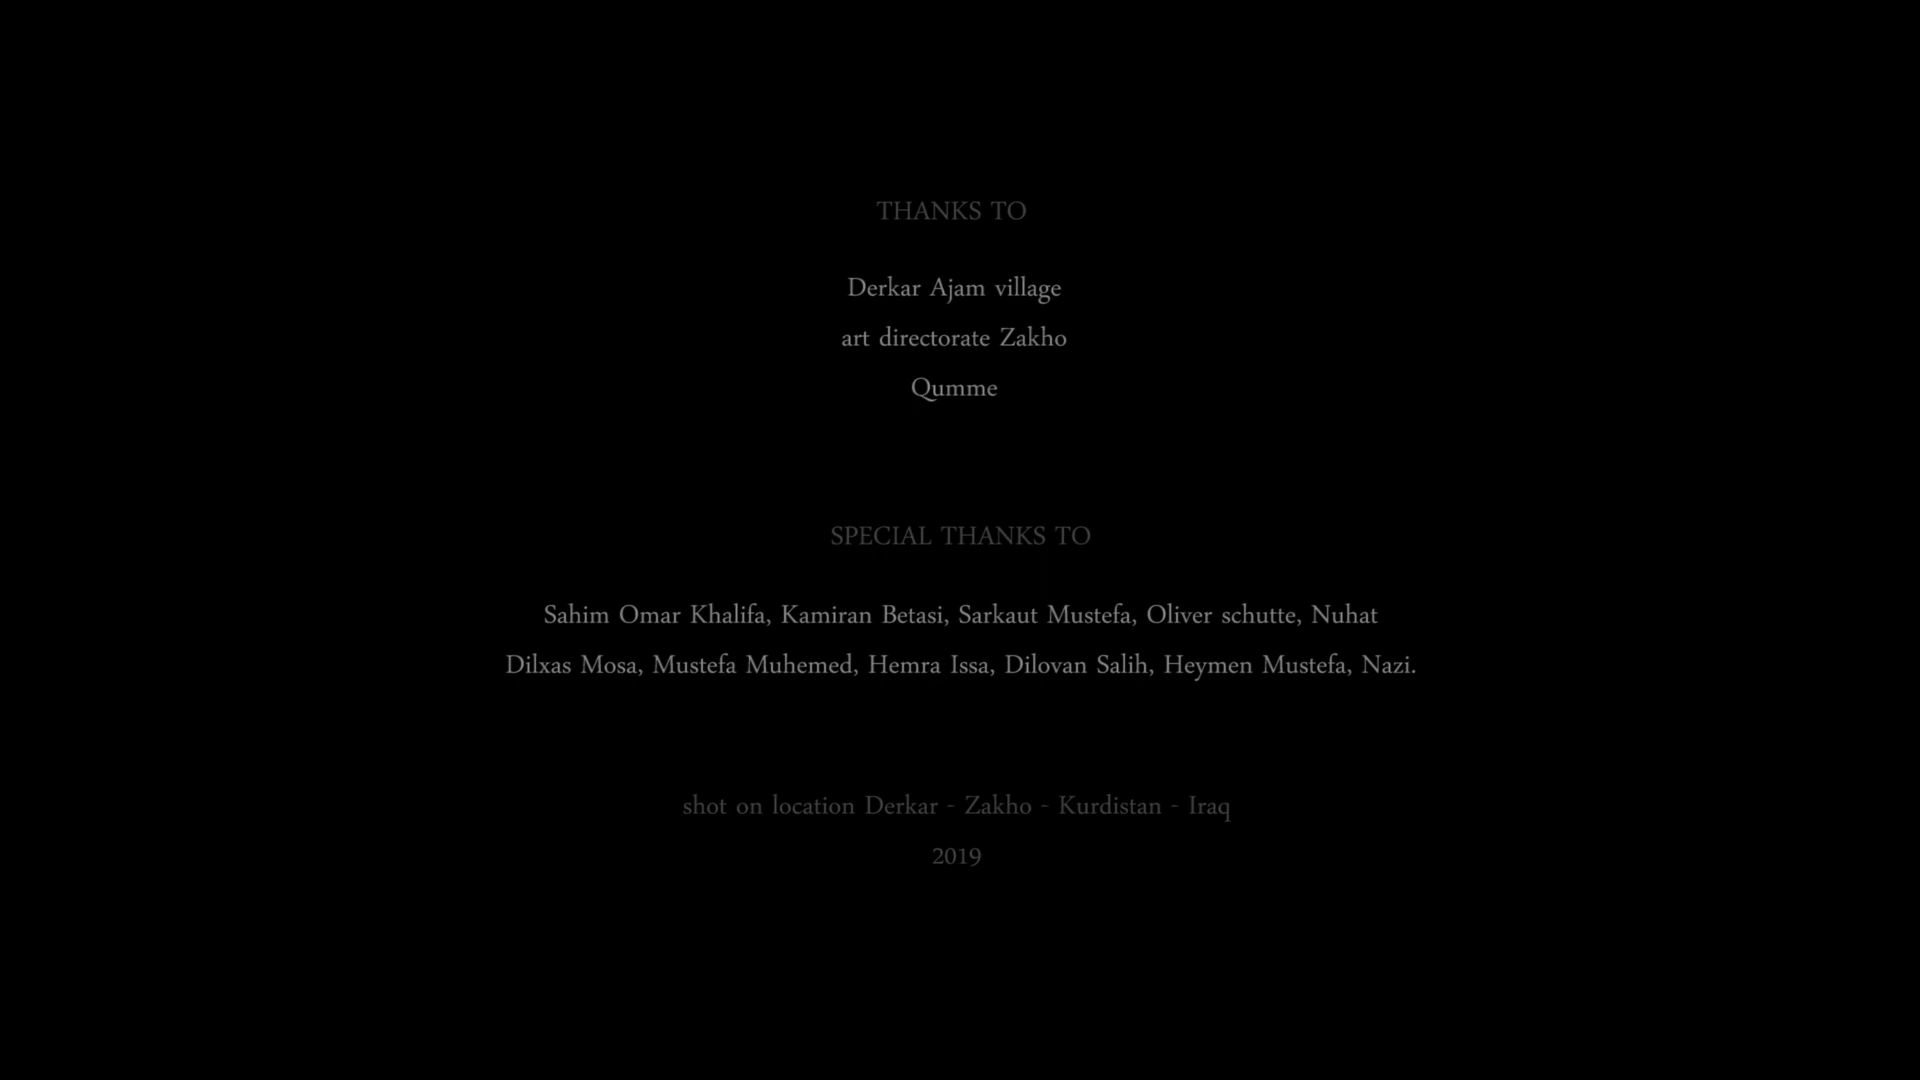 THANKS TO
Derkar Ajam village
art directorate Zakho
Qumme
SPECIAL THANKS TO
Sahim Omar Khalifa, Kamiran Betasi, Sarkaut Mustefa, Oliver schutte, Nuhat
Dilxas Mosa, Mustefa Muhemed, Hemra Issa, Dilovan Salih, Heymen Mustefa, Nazi.
shot on location Derkar - Zakho - Kurdistan - Iraq
2019